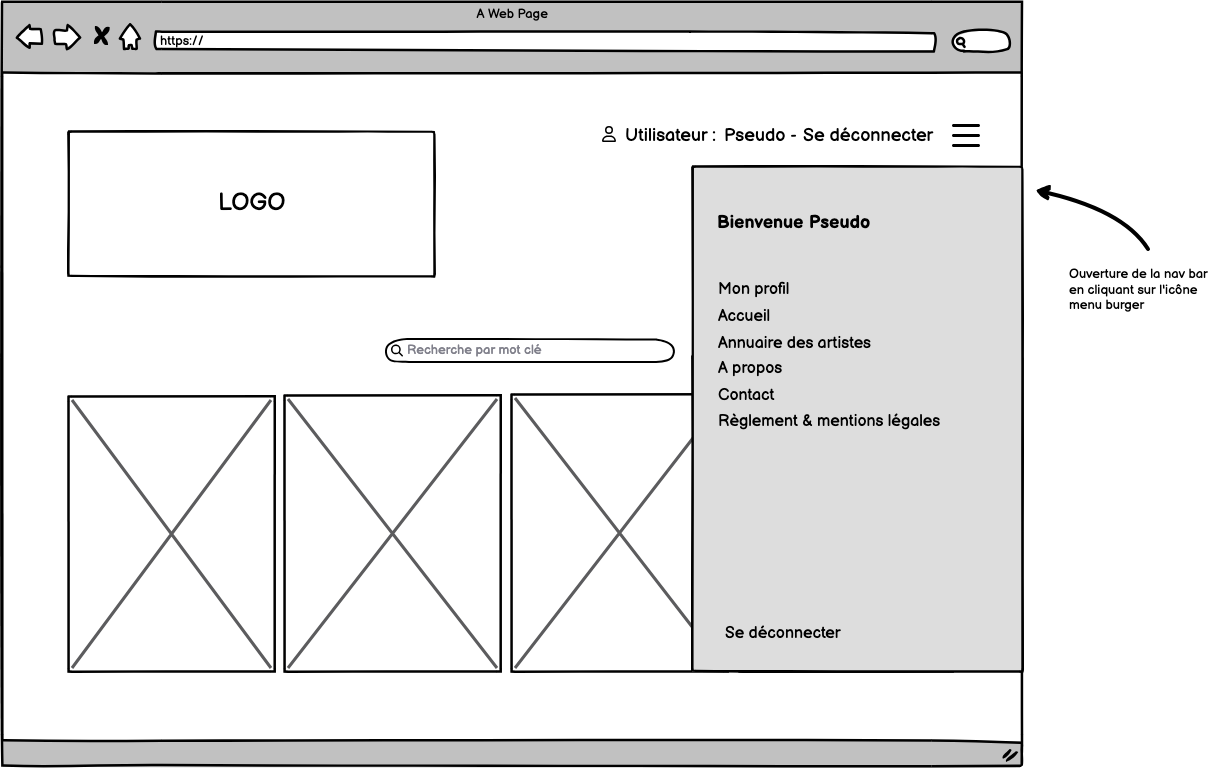 A Web Page
https://
Utilisateur : Pseudo - Se déconnecter
LOGO
Bienvenue Pseudo
Mon profil
Accueil
Annuaire des artistes
A propos
Contact
Règlement & mentions légales
Se déconnecter
Recherche par mot clé
Ouverture de la nav bar
en cliquant sur l'icône
menu burger